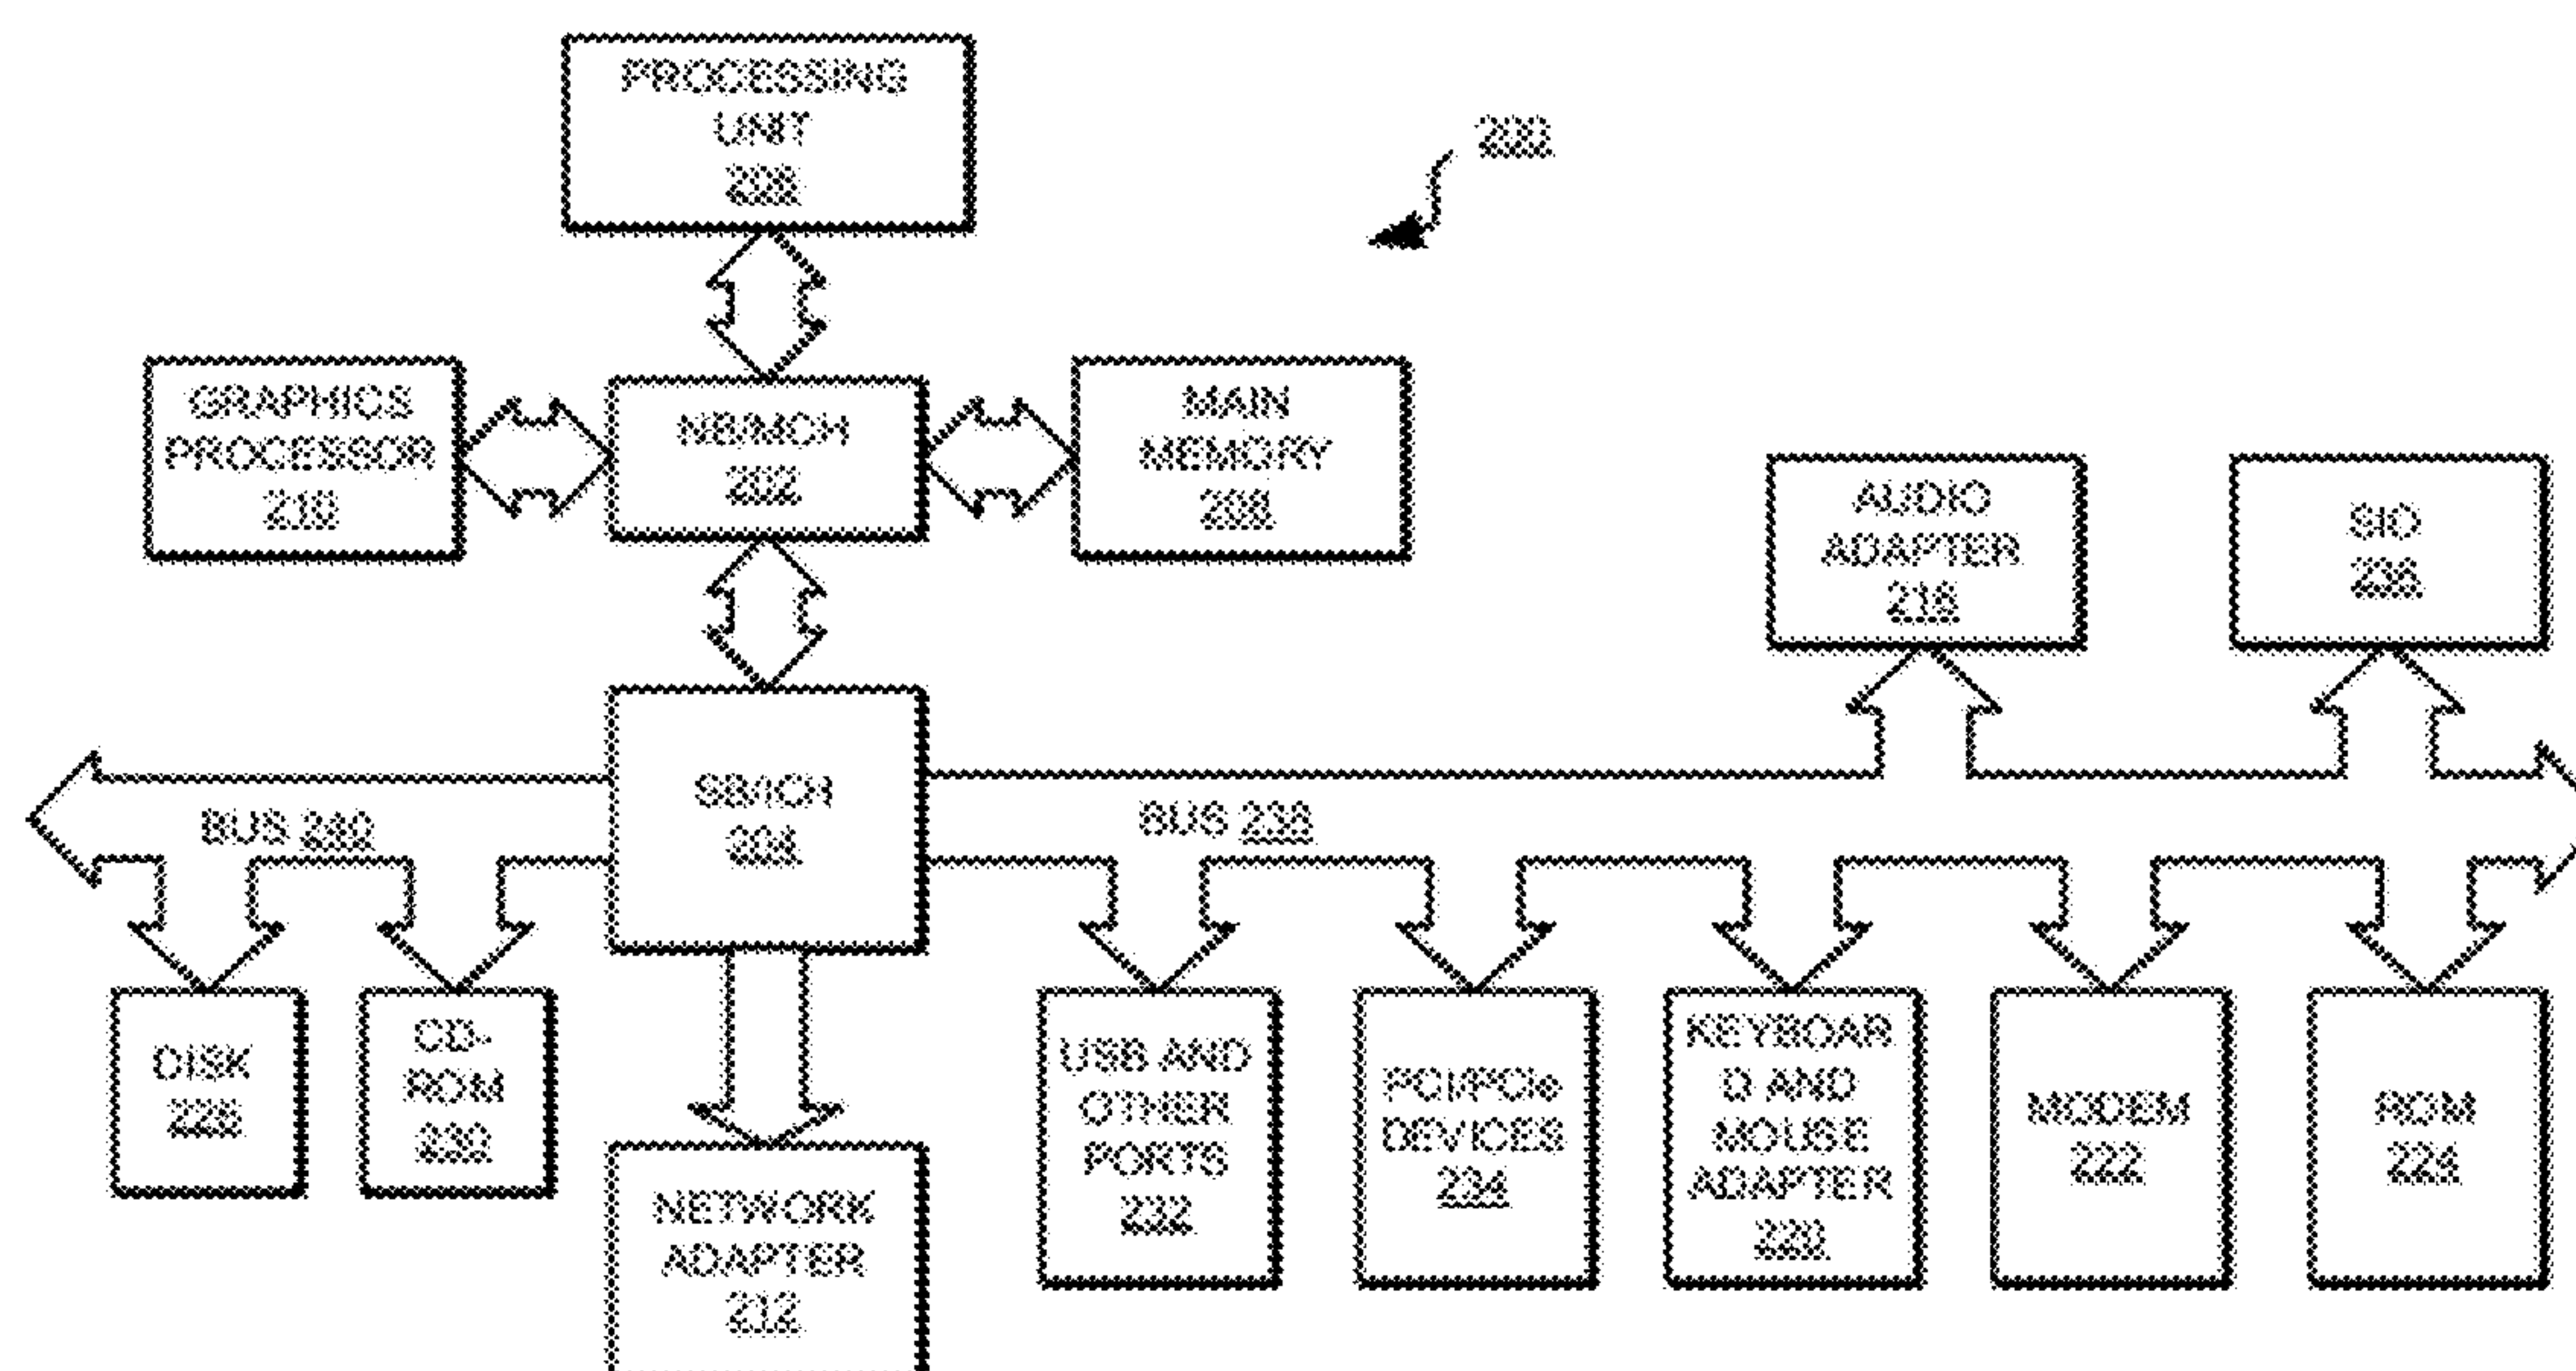 PROCESSING
UNIT
206
200
GRAPHICS
PROCESSOR
210
NB/MCH
202
MAIN
MEMORY
208
AUDIO
ADAPTER
216
SIO
236
SB/ICH
204
BUS 240
BUS 238
DISK
226
CD-
ROM
230
USB AND
OTHER
PORTS
232
PCI/PCIe
DEVICES
234
KEYBOAR
D AND
MOUSE
ADAPTER
220
MODEM
222
ROM
224
NETWORK
ADAPTER
212